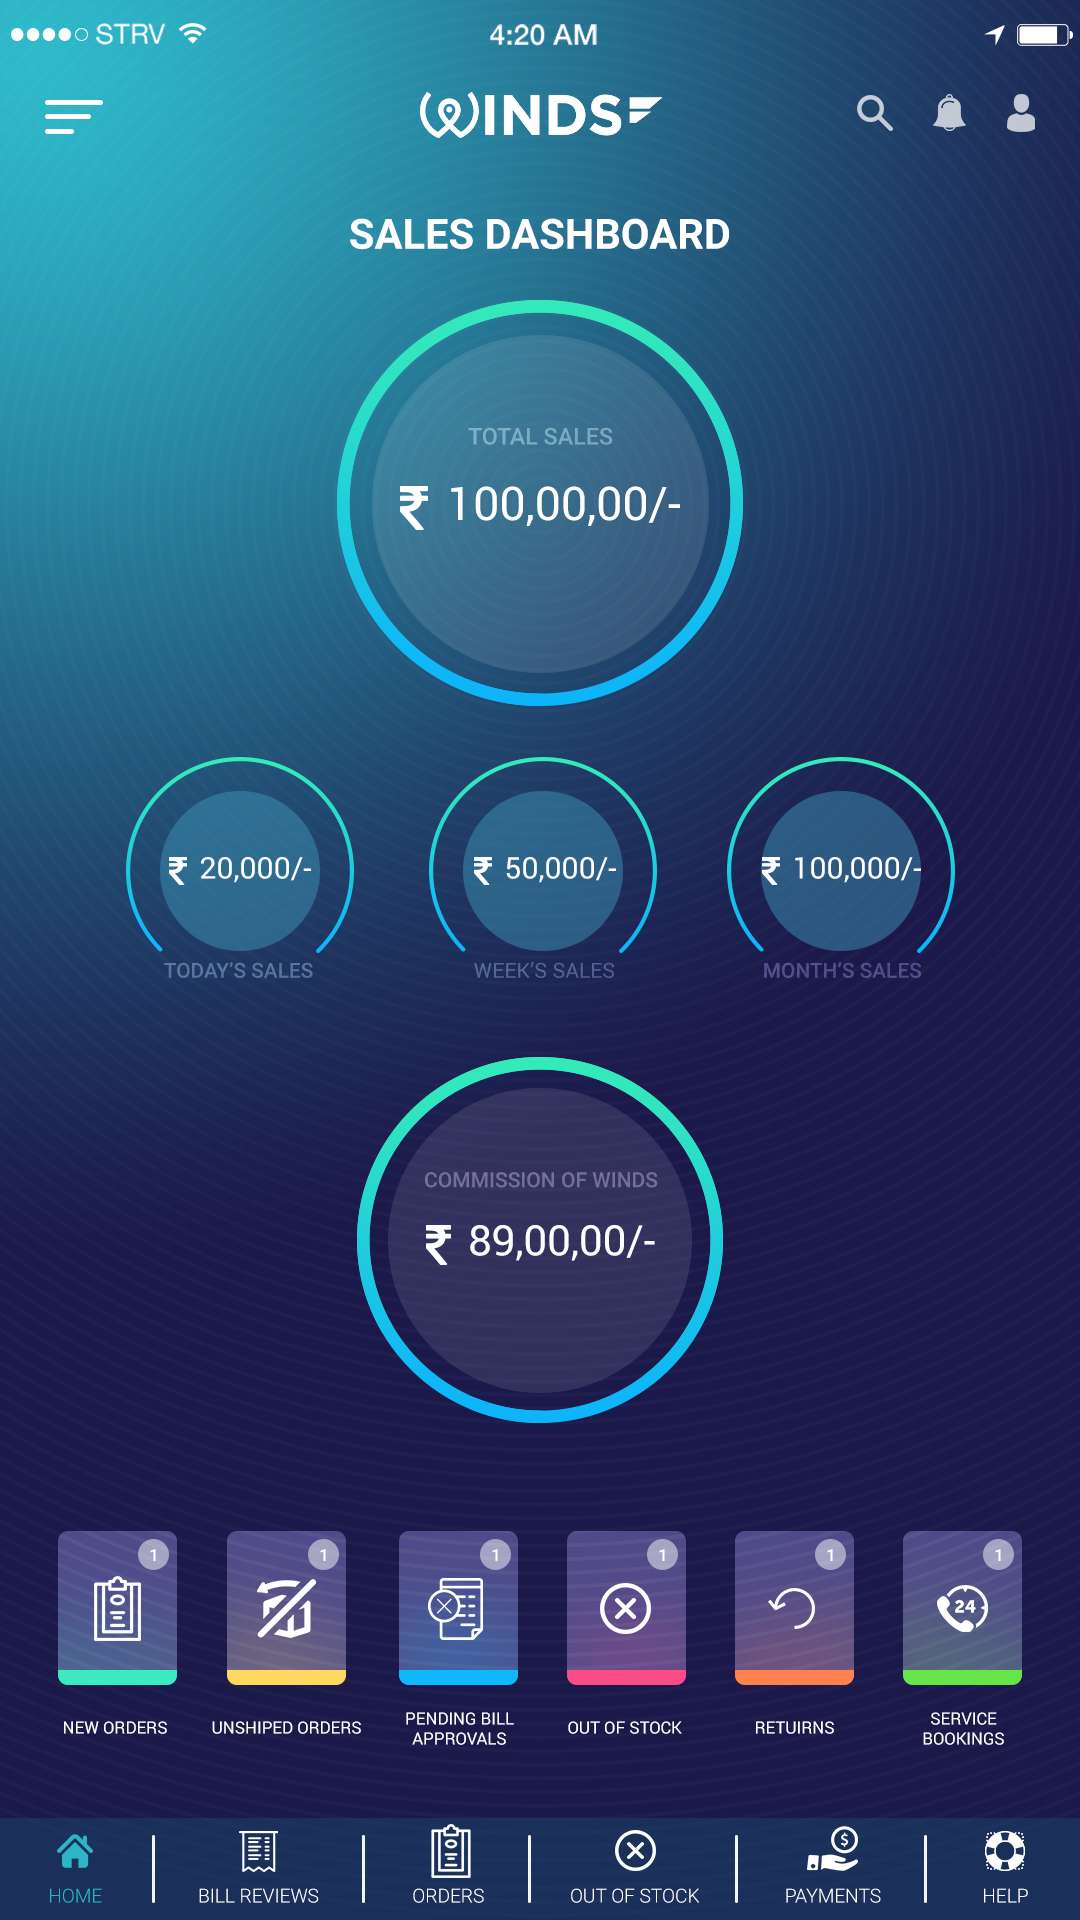 STRV
4:20 AM
WINDS
SALES DASHBOARD
TOTAL SALES
₹ 100,00,00/-
₹ 20,000/-
₹ 50,000/-
₹ 100,000/-
TODAY'S SALES
WEEK'S SALES
MONTH'S SALES
COMMISSION OF WINDS
₹ 89,00,00/-
1
1
1
1
1
1
24
NEW ORDERS
UNSHIPED ORDERS
PENDING BILL
APPROVALS
OUT OF STOCK
RETUIRNS
SERVICE
BOOKINGS
$
HOME
BILL REVIEWS
ORDERS
OUT OF STOCK
PAYMENTS
HELP